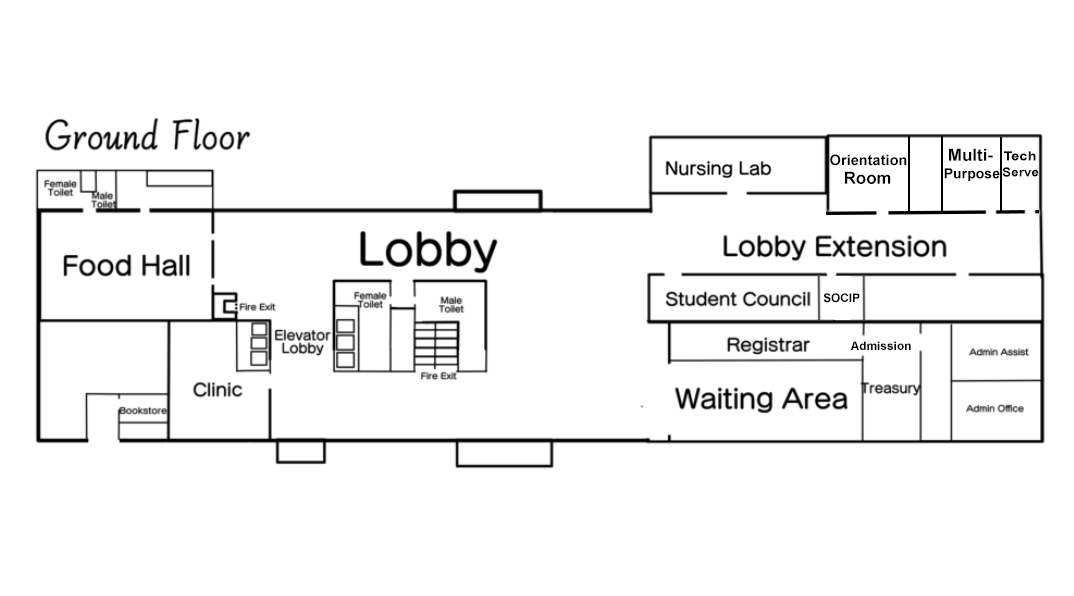 Ground Floor
Female
Toilet
Male
Toilet
Nursing Lab
Orientation
Room
Multi-
Purpose
Tech
Serve
Lobby
Lobby Extension
Food Hall
Female
Toilet
Male
Toilet
Student Council
SOCIP
Fire Exit
Elevator
Lobby
Registrar
Admission
Admin Assist
Fire Exit
Clinic
Waiting Area
Treasury
Bookstore
Admin Office